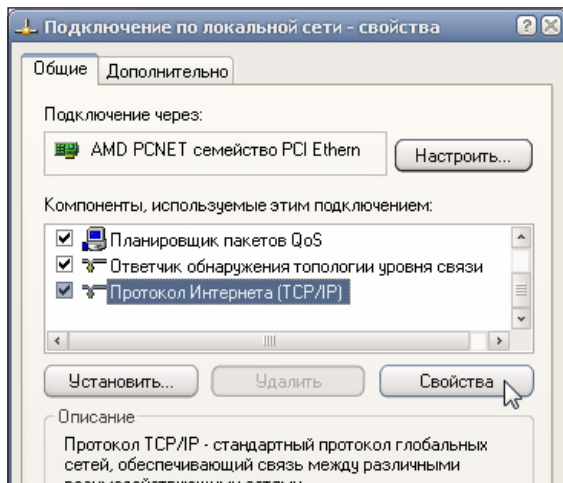 Подключение по локальной сети - свойства
Общие
Дополнительно
Подключение через:
AMD PCNET семейство PCI Ethern
Настроить...
Компоненты, используемые этим подключением:
Планировщик пакетов QoS
Ответчик обнаружения топологии уровня связи
Протокол Интернета (TCP/IP)
Установить...
Удалить
Свойства
Описание
Протокол TCP/IP - стандартный протокол глобальных
сетей, обеспечивающий связь между различными